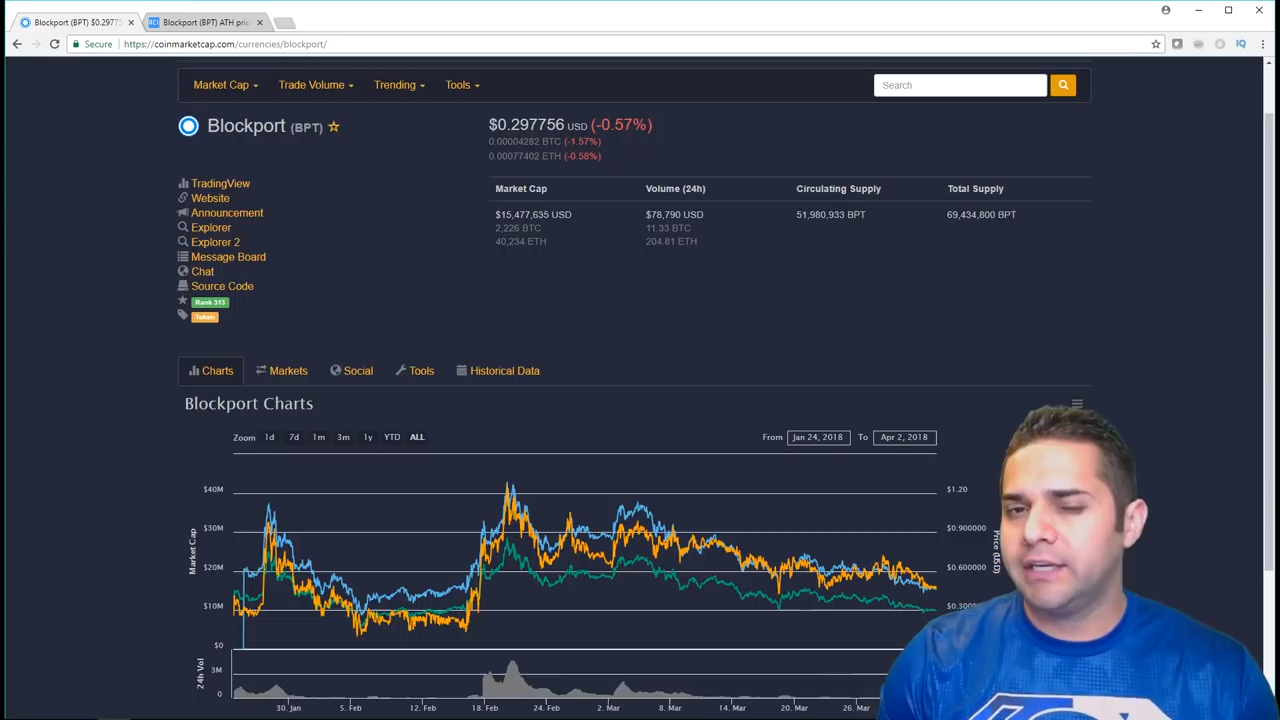 Blockport (BPT) $0.29775
Blockport (BPT) ATH pric
Secure
https://coinmarketcap.com/currencies/blockport/
IQ
Market Cap
Trade Volume
Trending
Tools
Search
Blockport (BPT)
$0.297756 USD (-0.57%)
0.00004282 BTC (-1.57%)
0.00077402 ETH (-0.58%)
TradingView
Website
Announcement
Explorer
Explorer 2
Message Board
Chat
Source Code
Rank 313
Token
Market Cap Volume (24h) Circulating Supply Total Supply
$15,477,635 USD $78,790 USD 51,980,933 BPT 69,434,800 BPT
2,226 BTC 11.33 BTC
40,234 ETH 204.81 ETH
Charts Markets Social Tools Historical Data
Blockport Charts
Zoom 1d 7d 1m 3m 1y YTD ALL From Jan 24, 2018 To Apr 2, 2018
$40M $1.20
$30M $0.900000
$20M $0.600000
$10M $0.3000
$0
Market Cap
Price (USD)
24h Vol
3M
0
30. Jan 5. Feb 12. Feb 18. Feb 24. Feb 2. Mar 8. Mar 14. Mar 20. Mar 26. Mar